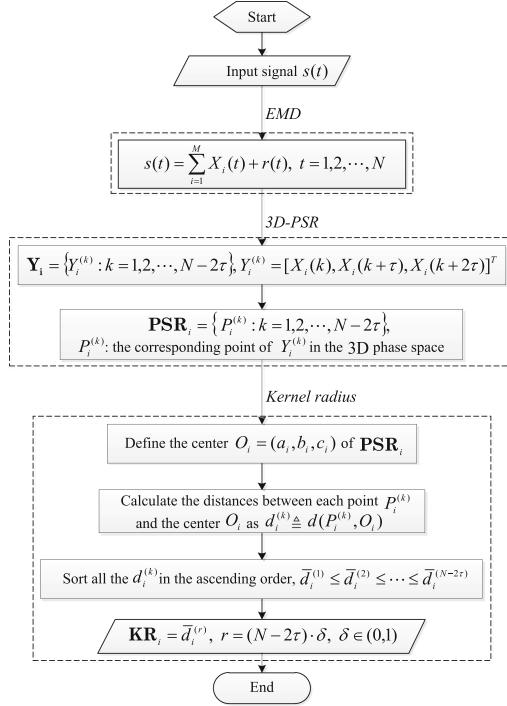 Start
Input signal s(t)
EMD
s(t) = ∑_{i=1}^{M} X_i(t) + r(t), t = 1,2,⋯,N
3D-PSR
𝐘_i = {Y_i^{(k)} : k = 1,2,⋯,N−2τ}, Y_i^{(k)} = [X_i(k), X_i(k+τ), X_i(k+2τ)]^T
𝐏𝐒𝐑_i = {P_i^{(k)} : k = 1,2,⋯,N−2τ},
P_i^{(k)}: the corresponding point of Y_i^{(k)} in the 3D phase space
Kernel radius
Define the center O_i = (a_i, b_i, c_i) of 𝐏𝐒𝐑_i
Calculate the distances between each point P_i^{(k)}
and the center O_i as d_i^{(k)} ≜ d(P_i^{(k)}, O_i)
Sort all the d_i^{(k)} in the ascending order, d̄_i^{(1)} ≤ d̄_i^{(2)} ≤ ⋯ ≤ d̄_i^{(N−2τ)}
𝐊𝐑_i = d̄_i^{(r)}, r = (N−2τ)·δ, δ∈(0,1)
End